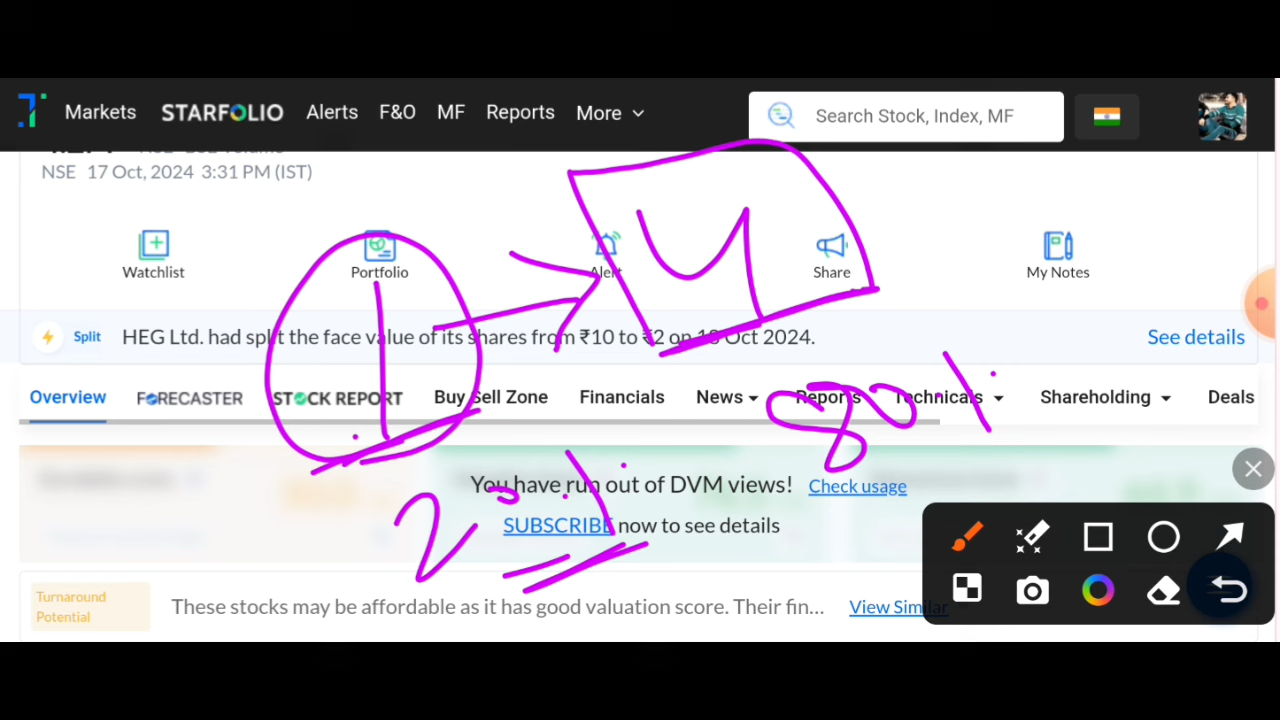 Markets STARFOLIO Alerts F&O MF Reports More Search Stock, Index, MF
NSE 17 Oct, 2024 3:31 PM (IST)
Watchlist Portfolio Alert Share My Notes
1 → 4
Split HEG Ltd. had split the face value of its shares from ₹10 to ₹2 on 18 Oct 2024. See details
Overview FORECASTER STOCK REPORT Buy Sell Zone Financials News Reports Technicals Shareholding Deals
80%
You have run out of DVM views! Check usage
20%
SUBSCRIBE now to see details
Turnaround
Potential
These stocks may be affordable as it has good valuation score. Their fin... View Similar